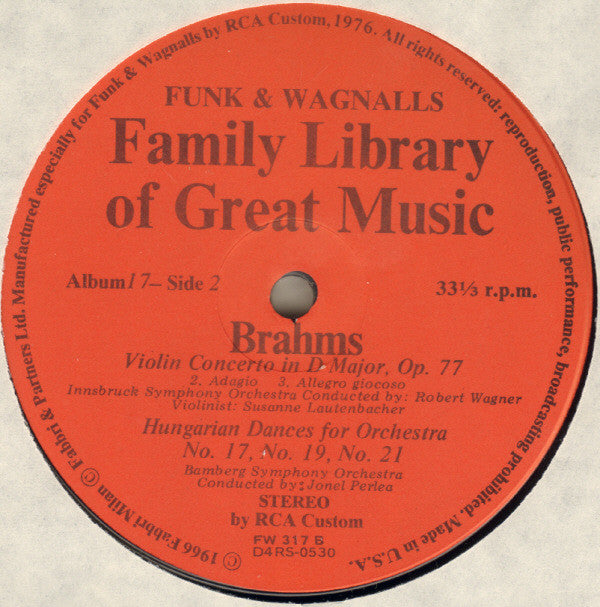 © 1966 Fabbri Milan © Fabbri & Partners Ltd. Manufactured especially for Funk & Wagnalls by RCA Custom, 1976. All rights reserved: reproduction, public performance, broadcasting prohibited. Made in U.S.A.
FUNK & WAGNALLS
Family Library
of Great Music
Album 17 – Side 2
33⅓ r.p.m.
Brahms
Violin Concerto in D Major, Op. 77
2. Adagio 3. Allegro giocoso
Innsbruck Symphony Orchestra Conducted by: Robert Wagner
Violinist: Susanne Lautenbacher
Hungarian Dances for Orchestra
No. 17, No. 19, No. 21
Bamberg Symphony Orchestra
Conducted by: Jonel Perlea
STEREO
by RCA Custom
FW 317 B
D4RS-0530